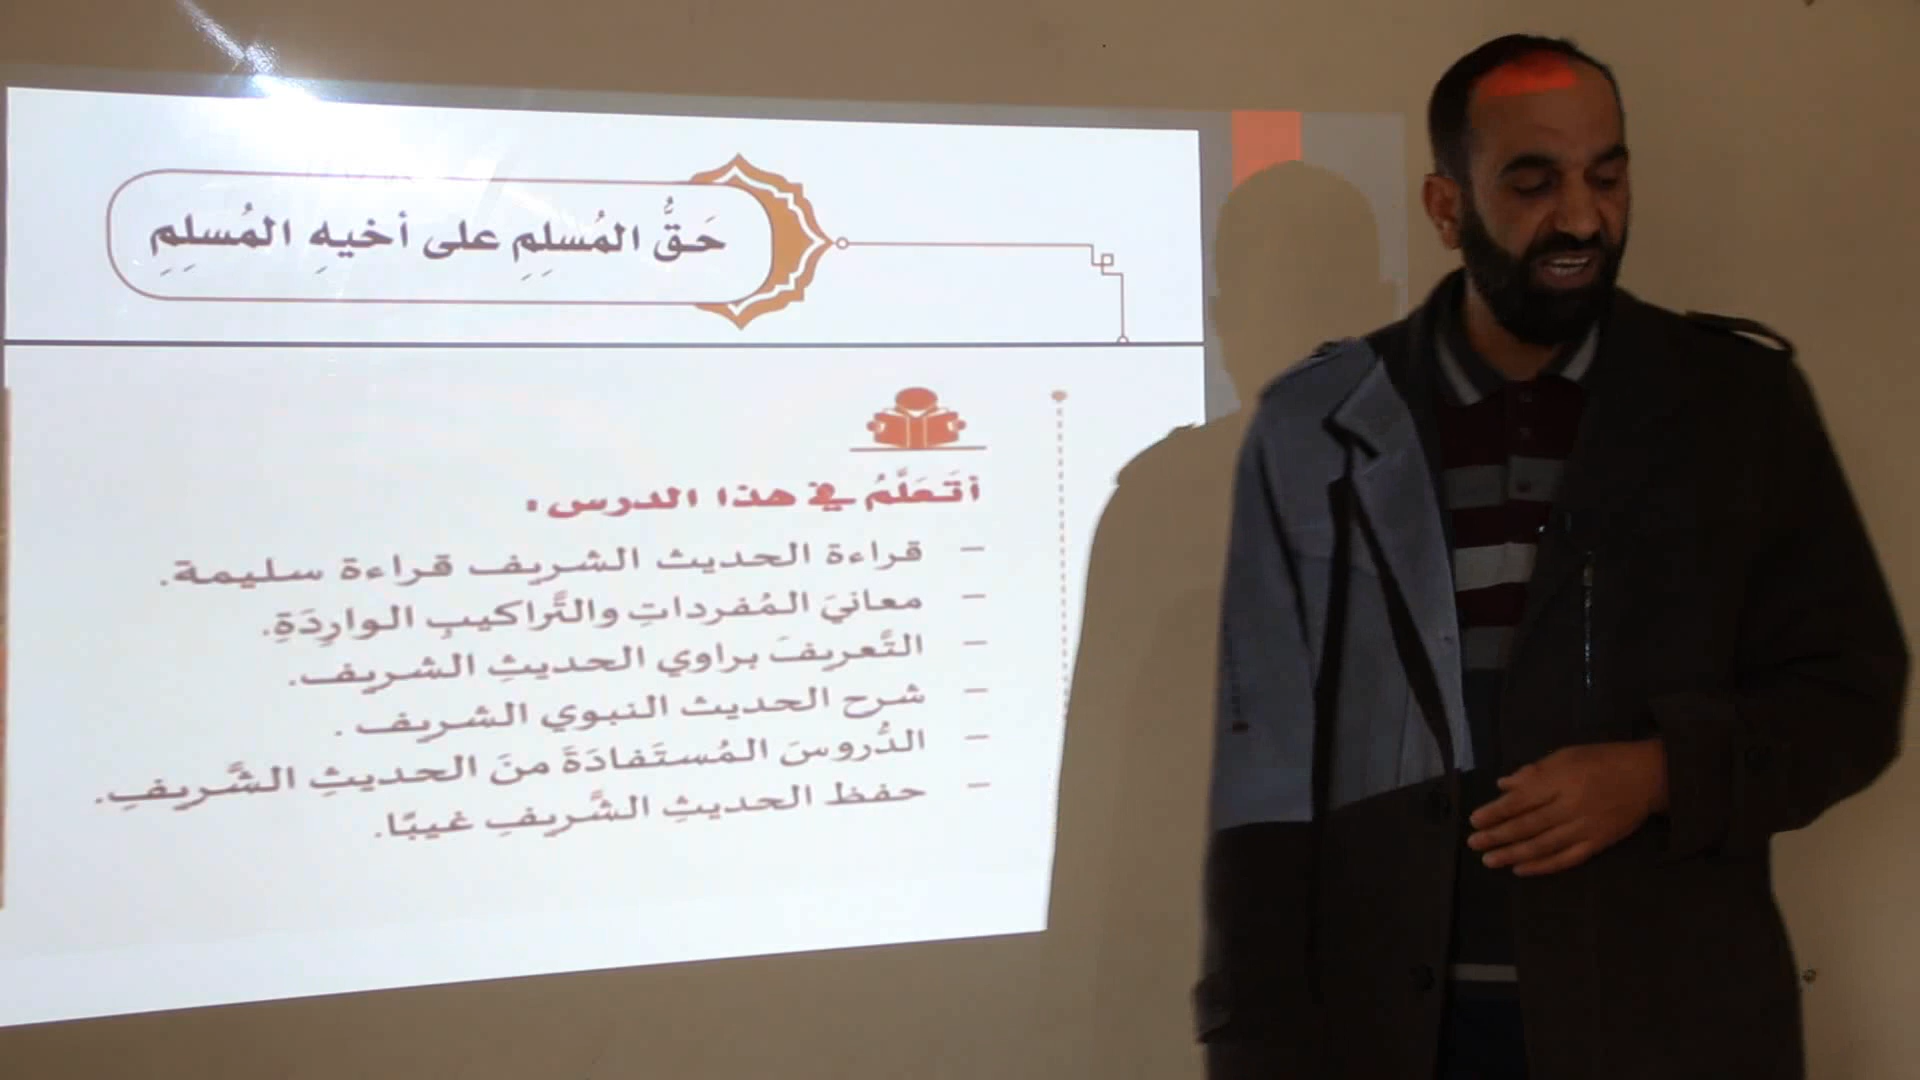 حَقُّ المُسلِمِ على أخيهِ المُسلِمِ
أتَعَلَّمُ في هذا الدرس:
– قراءة الحديث الشريف قراءة سليمة.
– معانيَ المُفرداتِ والتَّراكيبِ الوارِدَةِ.
– التَّعريفَ براوي الحديثِ الشريف.
– شرح الحديث النبوي الشريف .
– الدُّروسَ المُستَفادَةَ منَ الحديثِ الشَّريفِ.
– حفظ الحديثِ الشَّريفِ غيبًا.